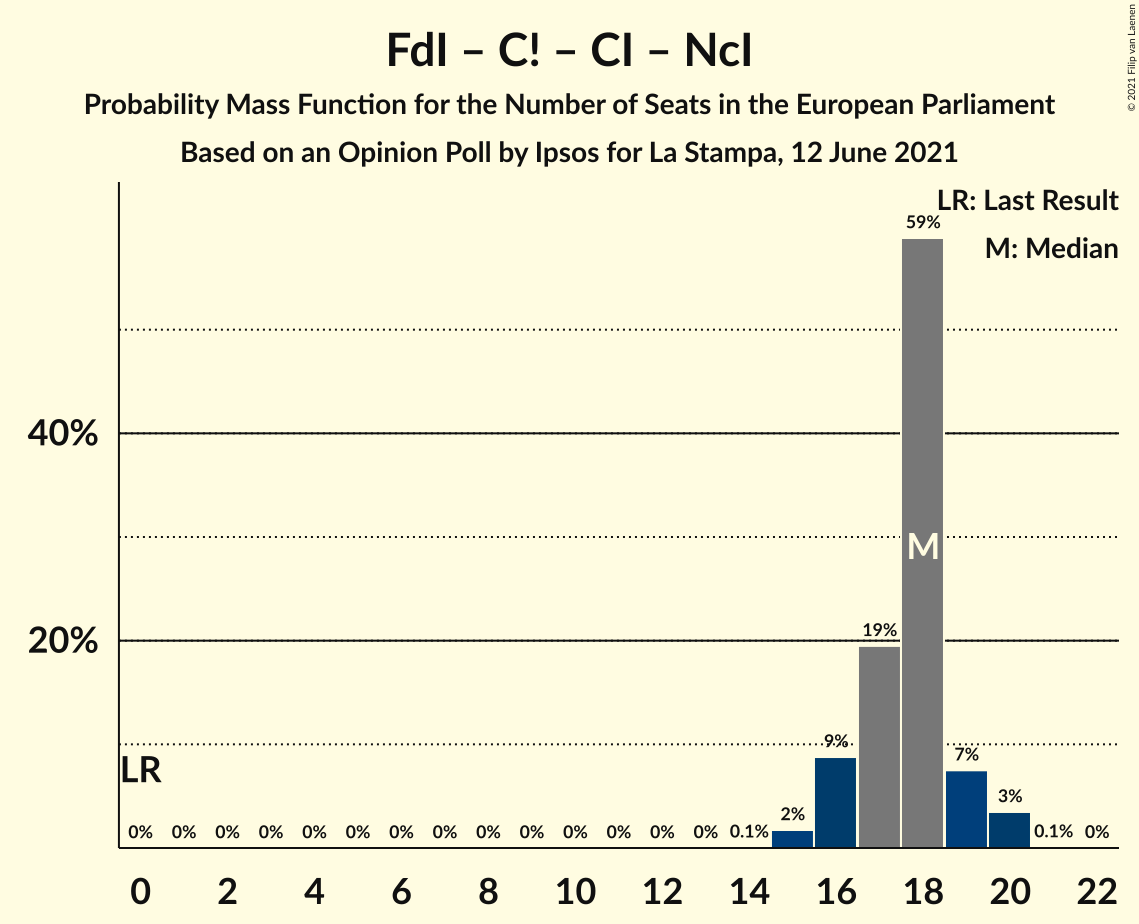 FdI – C! – CI – NcI
Probability Mass Function for the Number of Seats in the European Parliament
Based on an Opinion Poll by Ipsos for La Stampa, 12 June 2021
© 2021 Filip van Laenen
LR: Last Result
M: Median
59%
40%
M
20%
19%
9%
7%
LR
3%
2%
0% 0% 0% 0% 0% 0% 0% 0% 0% 0% 0% 0% 0% 0% 0.1% 0.1% 0%
0 2 4 6 8 10 12 14 16 18 20 22